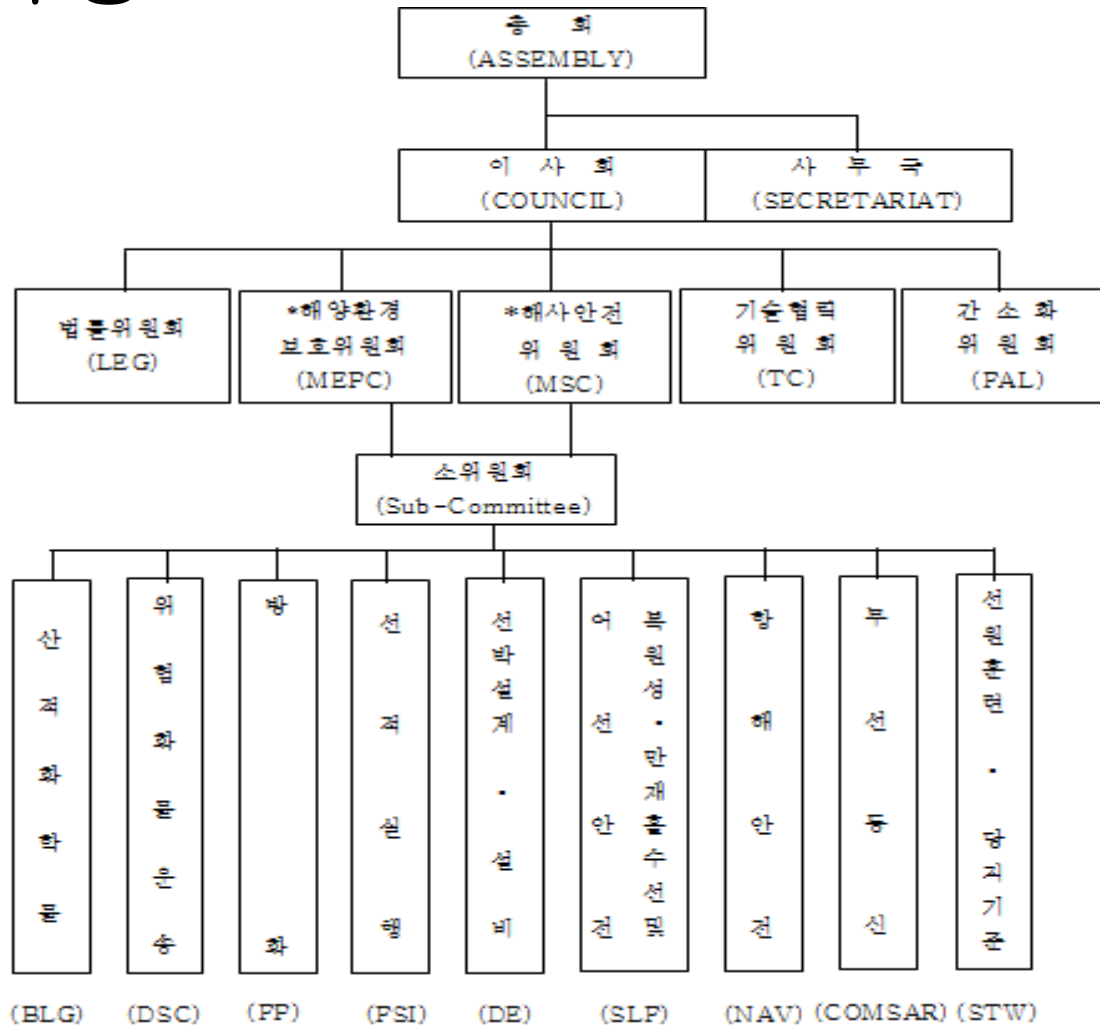 총 회
(ASSEMBLY)
이 사 회
(COUNCIL)
사 무 국
(SECRETARIAT)
법률위원회
(LEG)
*해양환경
보호위원회
(MEPC)
*해사안전
위 원 회
(MSC)
기술협력
위 원 회
(TC)
간 소 화
위 원 회
(FAL)
소위원회
(Sub-Committee)
산 적 화 학 물
위 험 화 물 운 송
방 화
선 적 실 행
선박설계 · 설 비
복원성 · 만재흘수선 및
어 선 안 전
항 해 안 전
무 선 통 신
선원훈련 · 당직기준
(BLG)
(DSC)
(FP)
(FSI)
(DE)
(SLF)
(NAV)
(COMSAR)
(STW)